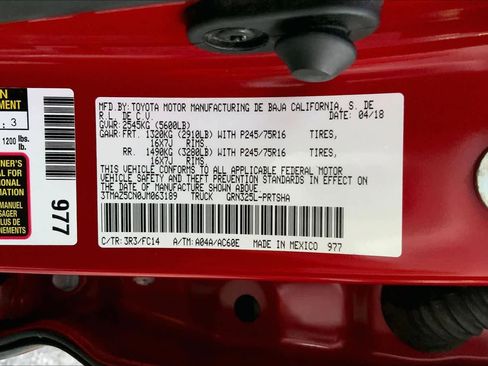 MFD.BY:TOYOTA MOTOR MANUFACTURING DE BAJA CALIFORNIA, S. DE
R.L. DE C.V. DATE: 04/18
GVWR:2545KG (5600LB)
GAWR:FRT. 1320KG (2910LB) WITH P245/75R16 TIRES,
16X7J RIMS.
RR. 1490KG (3280LB) WITH P245/75R16 TIRES,
16X7J RIMS.
THIS VEHICLE CONFORMS TO ALL APPLICABLE FEDERAL MOTOR
VEHICLE SAFETY AND THEFT PREVENTION STANDARDS IN EFFECT ON
THE DATE OF MANUFACTURE SHOWN ABOVE.
3TMAZ5CN0JM063189 TRUCK GRN325L-PRTSHA
C/TR:3R3/FC14 A/TM:A04A/AC60E MADE IN MEXICO 977
977
: 3
1200 lbs.
lb.